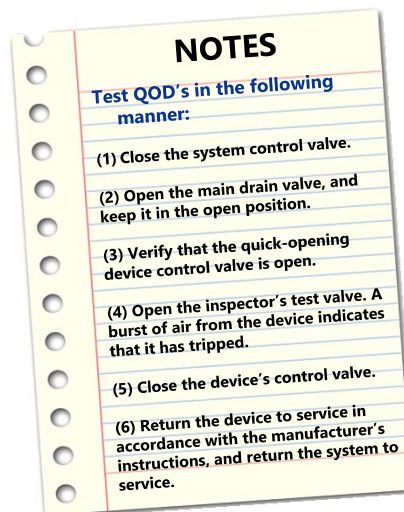 NOTES
Test QOD's in the following
manner:
(1) Close the system control valve.
(2) Open the main drain valve, and
keep it in the open position.
(3) Verify that the quick-opening
device control valve is open.
(4) Open the inspector's test valve. A
burst of air from the device indicates
that it has tripped.
(5) Close the device's control valve.
(6) Return the device to service in
accordance with the manufacturer's
instructions, and return the system to
service.